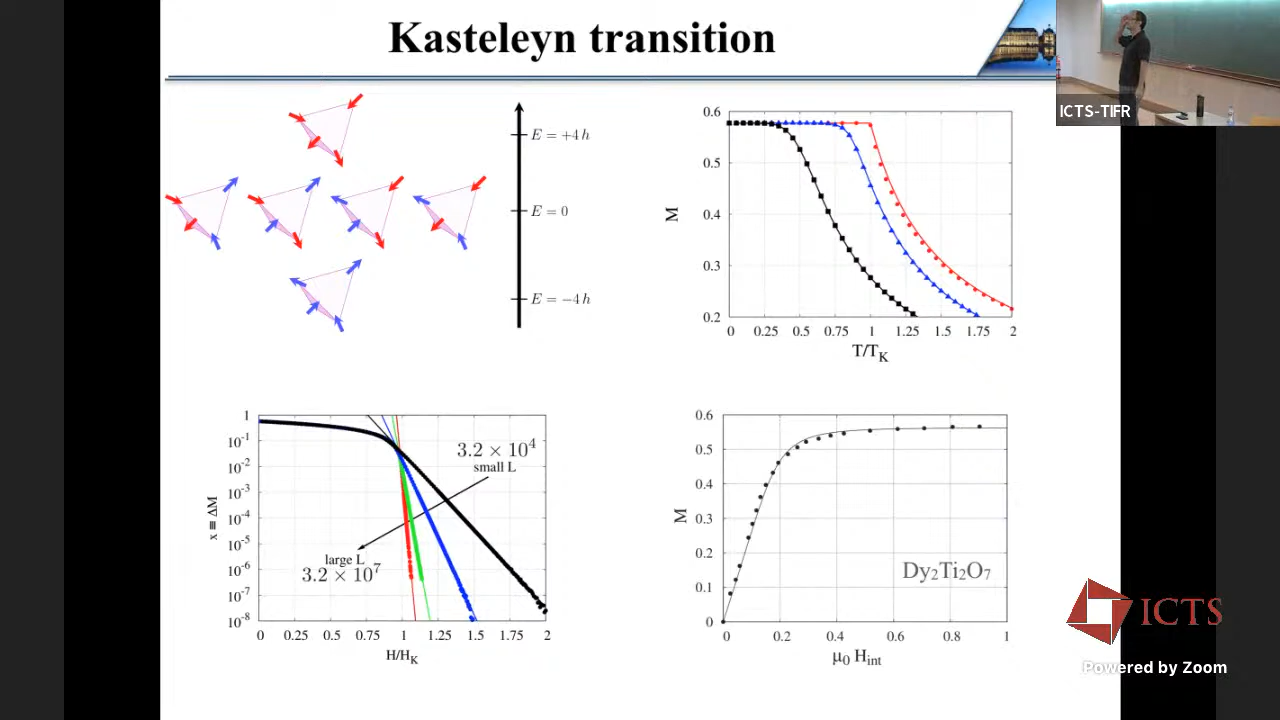 Kasteleyn transition
ICTS-TIFR
E = +4 h
E = 0
E = −4 h
0.6
0.5
0.4
0.3
0.2
M
0 0.25 0.5 0.75 1 1.25 1.5 1.75 2
T/T_K
1
10^-1
10^-2
10^-3
10^-4
10^-5
10^-6
10^-7
10^-8
x ≡ ΔM
3.2 × 10^4
small L
large L
3.2 × 10^7
0 0.25 0.5 0.75 1 1.25 1.5 1.75 2
H/H_K
0.6
0.5
0.4
0.3
0.2
0.1
0
M
Dy₂Ti₂O₇
0 0.2 0.4 0.6 0.8 1
μ₀ H_int
ICTS
Powered by Zoom